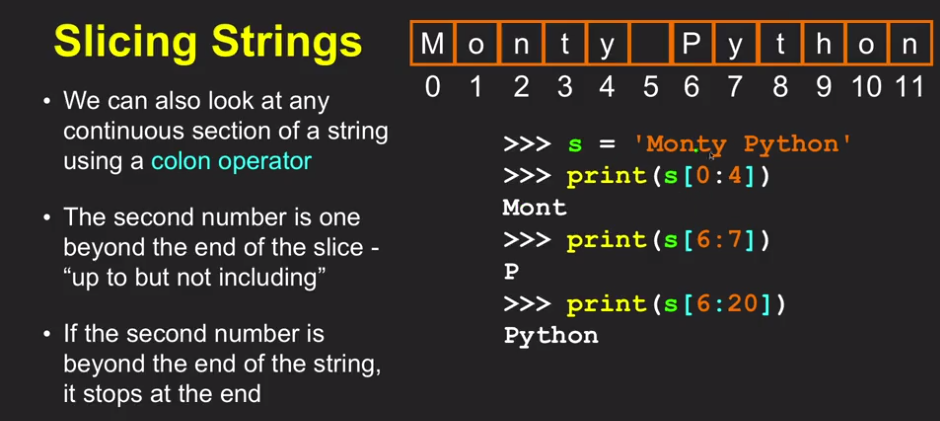 Slicing Strings
M o n t y P y t h o n
0 1 2 3 4 5 6 7 8 9 10 11
• We can also look at any
continuous section of a string
using a colon operator
• The second number is one
beyond the end of the slice -
“up to but not including”
• If the second number is
beyond the end of the string,
it stops at the end
>>> s = 'Monty Python'
>>> print(s[0:4])
Mont
>>> print(s[6:7])
P
>>> print(s[6:20])
Python